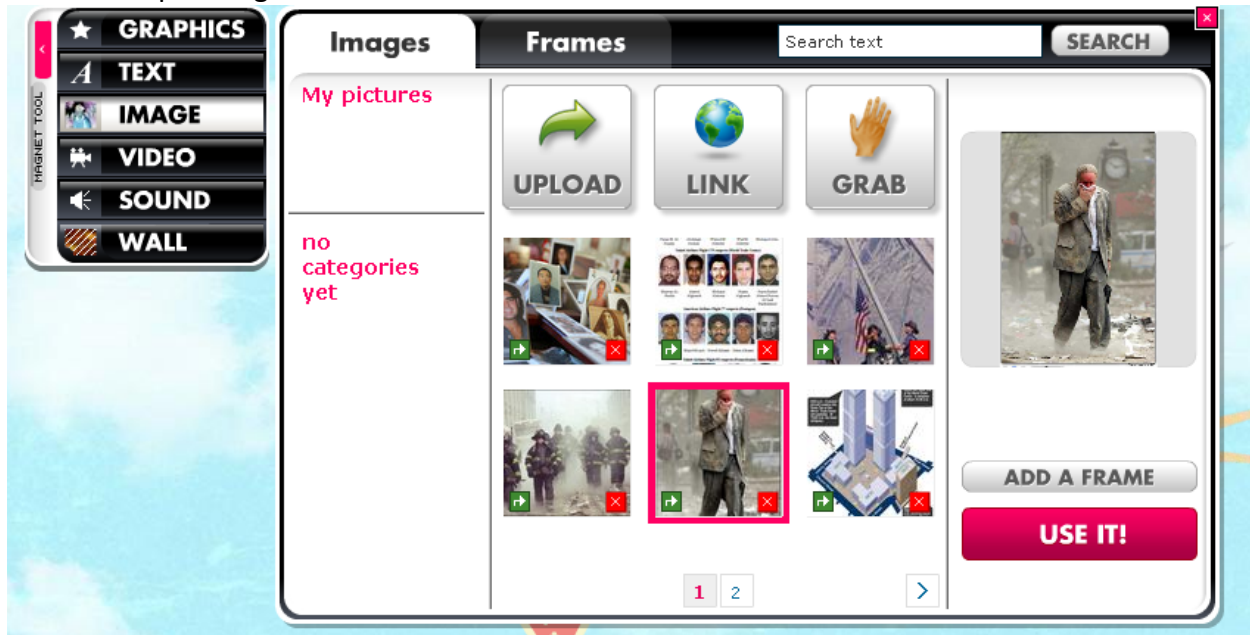 GRAPHICS
TEXT
IMAGE
VIDEO
SOUND
WALL
MAGNET TOOL
Images
Frames
Search text
SEARCH
My pictures
no
categories
yet
UPLOAD
LINK
GRAB
ADD A FRAME
USE IT!
1 2